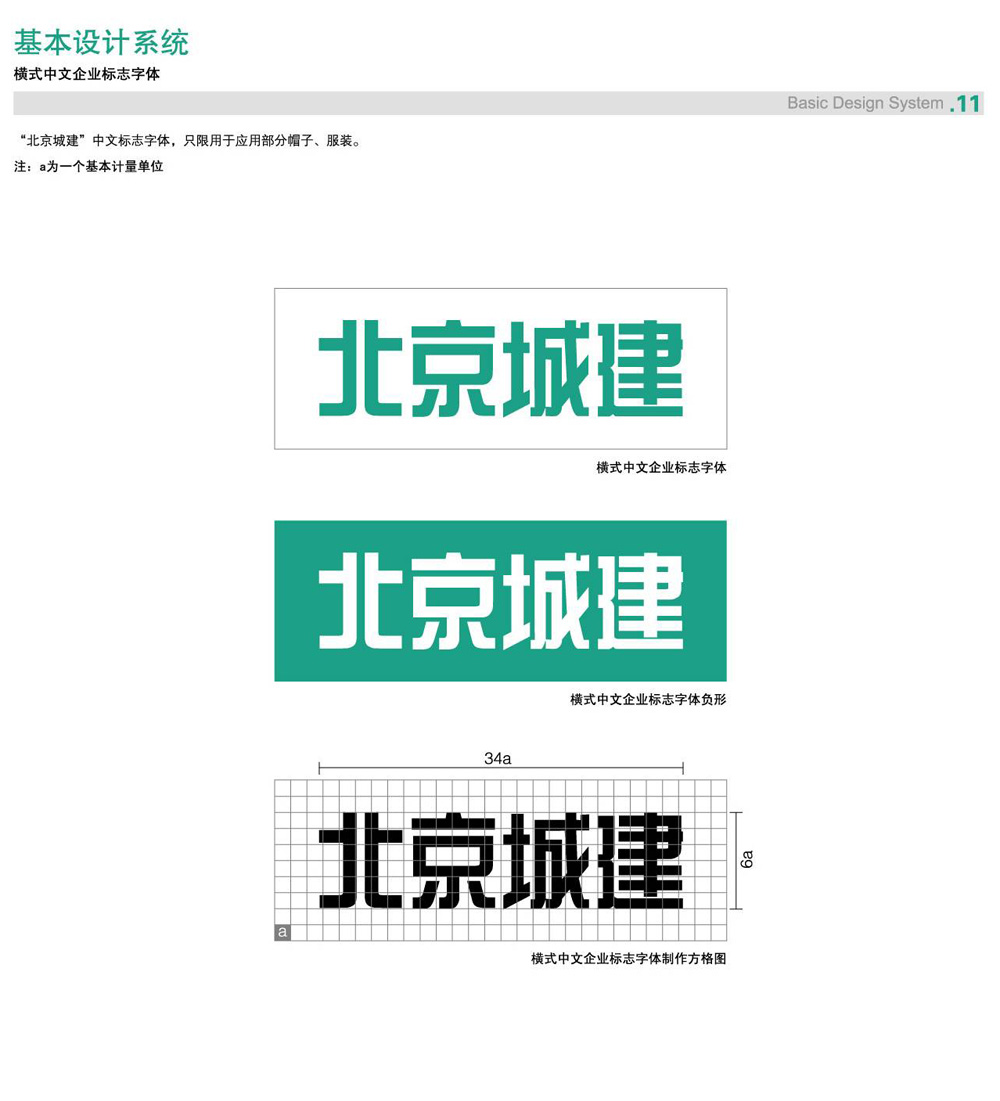 基本设计系统
横式中文企业标志字体
Basic Design System .11
“北京城建”中文标志字体，只限用于应用部分帽子、服装。
注：a为一个基本计量单位
北京城建
横式中文企业标志字体
北京城建
横式中文企业标志字体负形
34a
北京城建
6a
a
横式中文企业标志字体制作方格图